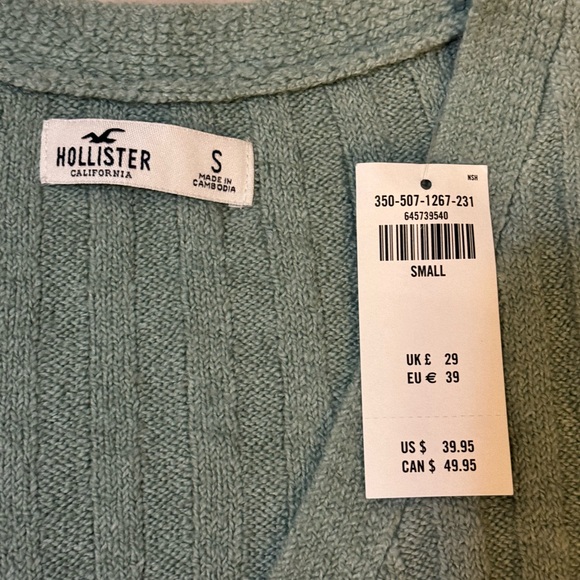 HOLLISTER
CALIFORNIA
S
MADE IN
CAMBODIA
NSH
350-507-1267-231
645739540
SMALL
UK £ 29
EU € 39
US $ 39.95
CAN $ 49.95